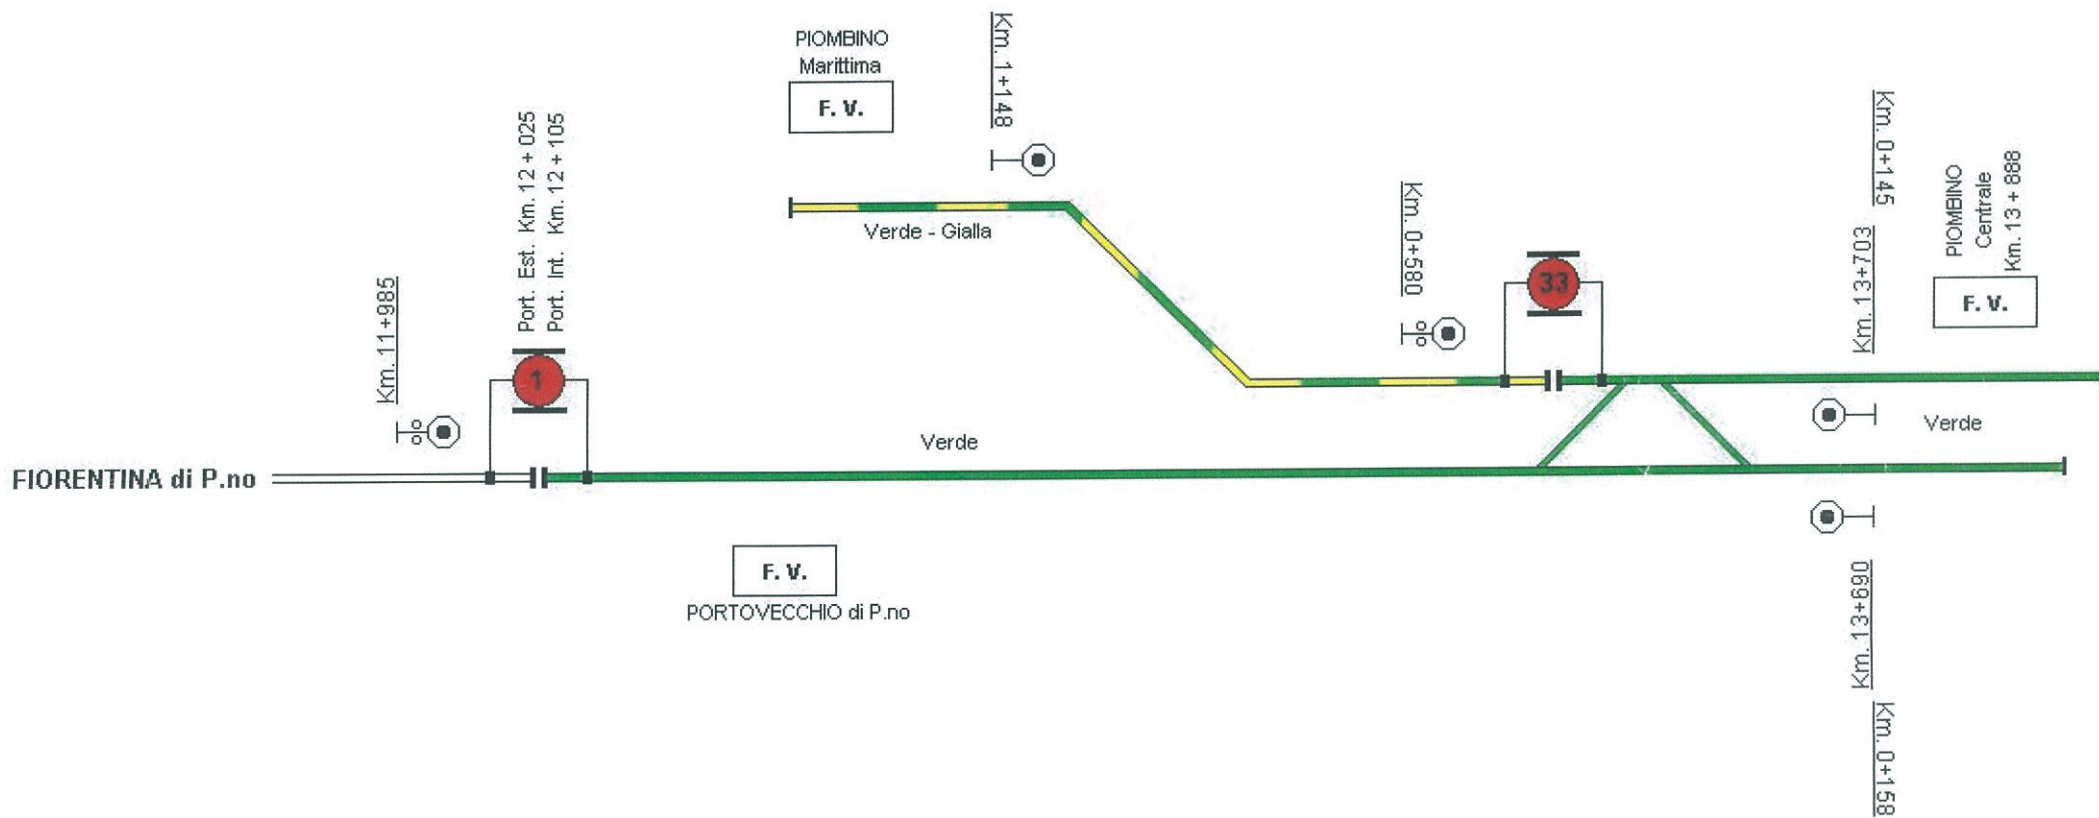 PIOMBINO
Marittima
F. V.
Km. 1+148
Verde - Gialla
Km. 0+580
33
Km. 0+145
Km. 13+703
PIOMBINO
Centrale
Km. 13 + 888
F. V.
Port. Est. Km. 12 + 025
Port. Int. Km. 12 + 105
Km. 11+985
1
Verde
Verde
FIORENTINA di P.no
F. V.
PORTOVECCHIO di P.no
Km. 13+690
Km. 0+158